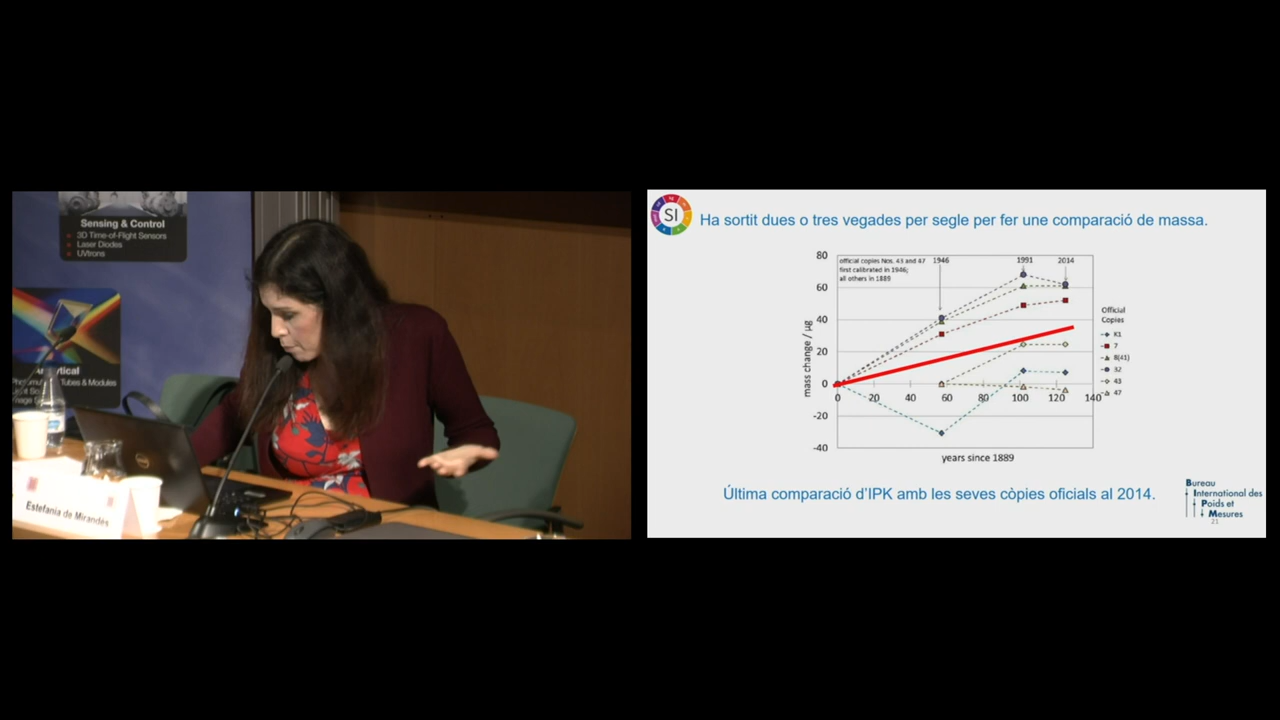 Sensing & Control
3D Time-of-Flight Sensors
Laser Diodes
UVtrons
Tubes & Modules
Estefania de Mirandés
SI
Ha sortit dues o tres vegades per segle per fer une comparació de massa.
official copies Nos. 43 and 47
first calibrated in 1946;
all others in 1889
1946
1991
2014
80
60
40
20
0
-20
-40
mass change / µg
0 20 40 60 80 100 120 140
years since 1889
Official
Copies
K1
7
8(41)
32
43
47
Última comparació d'IPK amb les seves còpies oficials al 2014.
Bureau
International des
Poids et
Mesures
21